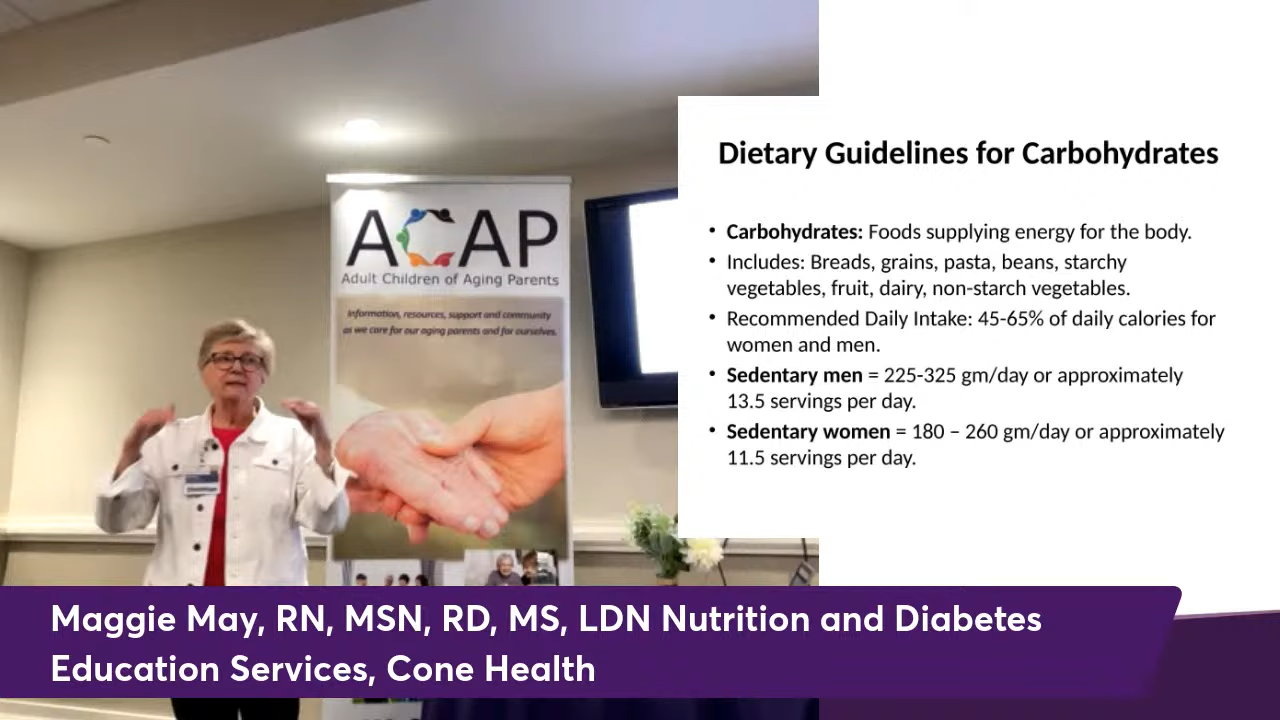 ACAP
Adult Children of Aging Parents
Information, resources, support and community
as we care for our aging parents and for ourselves.
Dietary Guidelines for Carbohydrates
• Carbohydrates: Foods supplying energy for the body.
• Includes: Breads, grains, pasta, beans, starchy
vegetables, fruit, dairy, non-starch vegetables.
• Recommended Daily Intake: 45-65% of daily calories for
women and men.
• Sedentary men = 225-325 gm/day or approximately
13.5 servings per day.
• Sedentary women = 180 – 260 gm/day or approximately
11.5 servings per day.
Maggie May, RN, MSN, RD, MS, LDN Nutrition and Diabetes
Education Services, Cone Health